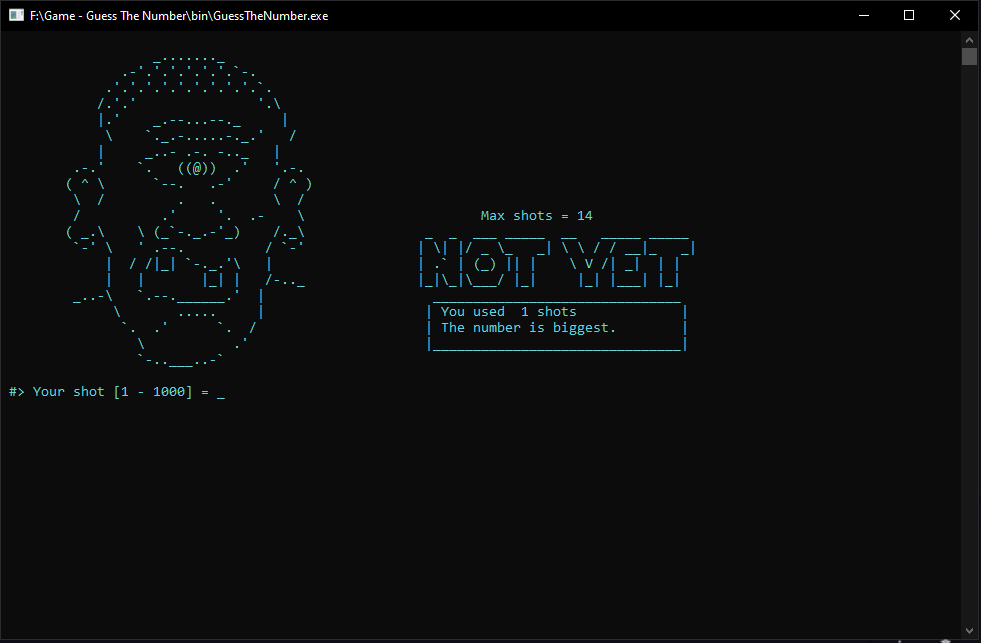 F:\Game - Guess The Number\bin\GuessTheNumber.exe
Max shots = 14
NOT YET
You used  1 shots
The number is biggest.
#> Your shot [1 - 1000] = _